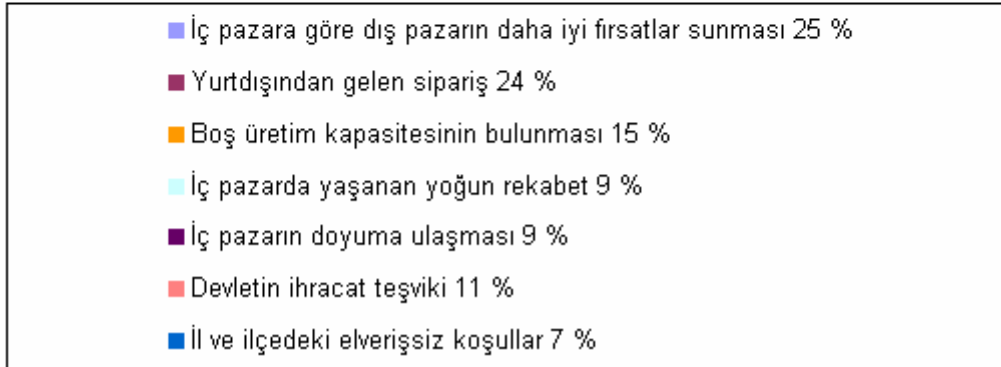 İç pazara göre dış pazarın daha iyi fırsatlar sunması 25 %
Yurtdışından gelen sipariş 24 %
Boş üretim kapasitesinin bulunması 15 %
İç pazarda yaşanan yoğun rekabet 9 %
İç pazarın doyuma ulaşması 9 %
Devletin ihracat teşviki 11 %
İl ve ilçedeki elverişsiz koşullar 7 %